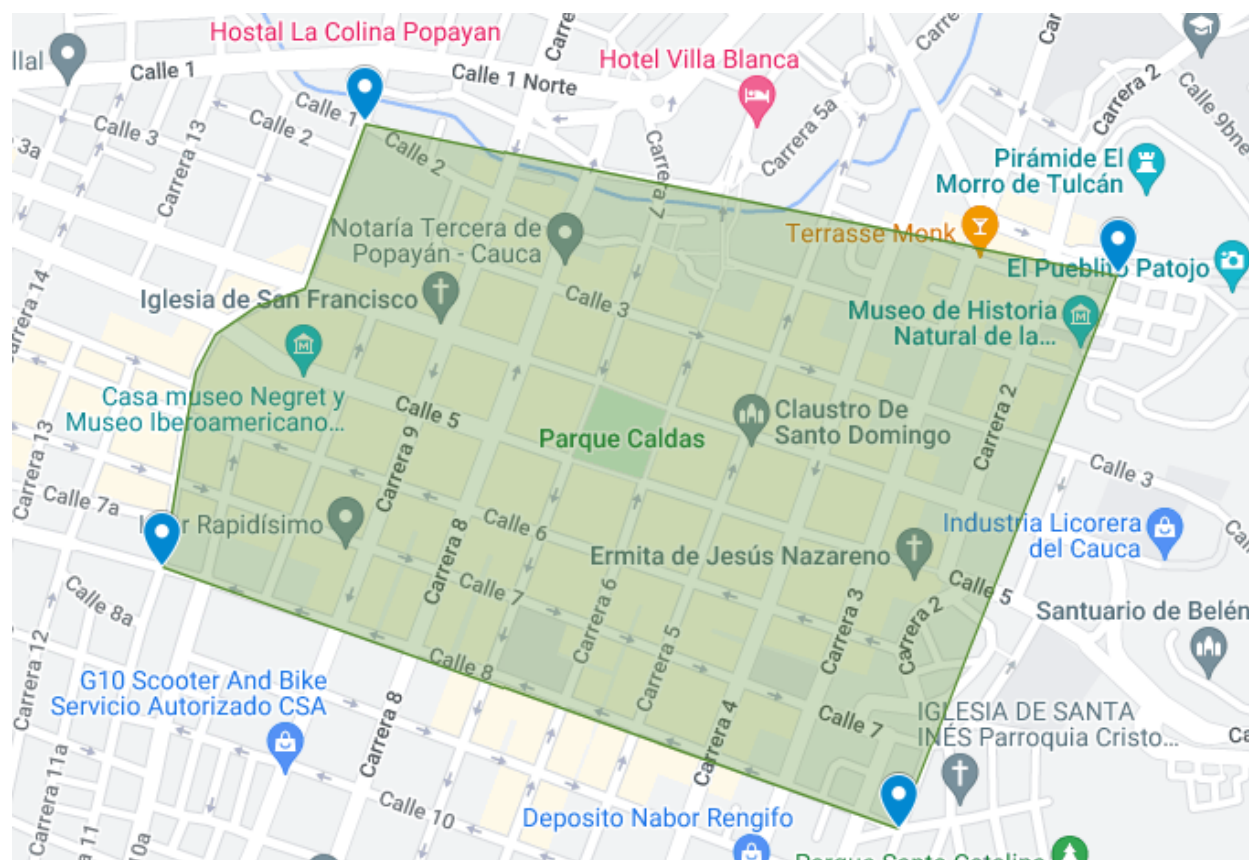 Hostal La Colina Popayan
Calle 1
Calle 1 Norte
Hotel Villa Blanca
Carrera 2
Calle 9bne
Carrera 5a
Calle 1
Calle 2
Calle 3
3a
Carrera 13
Calle 2
Carrera 7
Pirámide El
Morro de Tulcán
Terrasse Monk
Notaría Tercera de
Popayán - Cauca
El Pueblito Patojo
Iglesia de San Francisco
Carrera 14
Calle 3
Museo de Historia
Natural de la...
Casa museo Negret y
Museo Iberoamericano...
Calle 5
Parque Caldas
Claustro De
Santo Domingo
Carrera 2
Calle 3
Carrera 13
Carrera 9
Calle 7a
Rapidísimo
Calle 6
Carrera 8
Industria Licorera
del Cauca
Ermita de Jesús Nazareno
Calle 8a
Calle 7
Carrera 6
Carrera 3
Carrera 2
Calle 5
Santuario de Belén
Carrera 12
Calle 8
Carrera 5
G10 Scooter And Bike
Servicio Autorizado CSA
Carrera 8
Carrera 4
Calle 7
IGLESIA DE SANTA
INÉS Parroquia Cristo...
Carrera 11a
Calle 10
Deposito Nabor Rengifo
10a
11